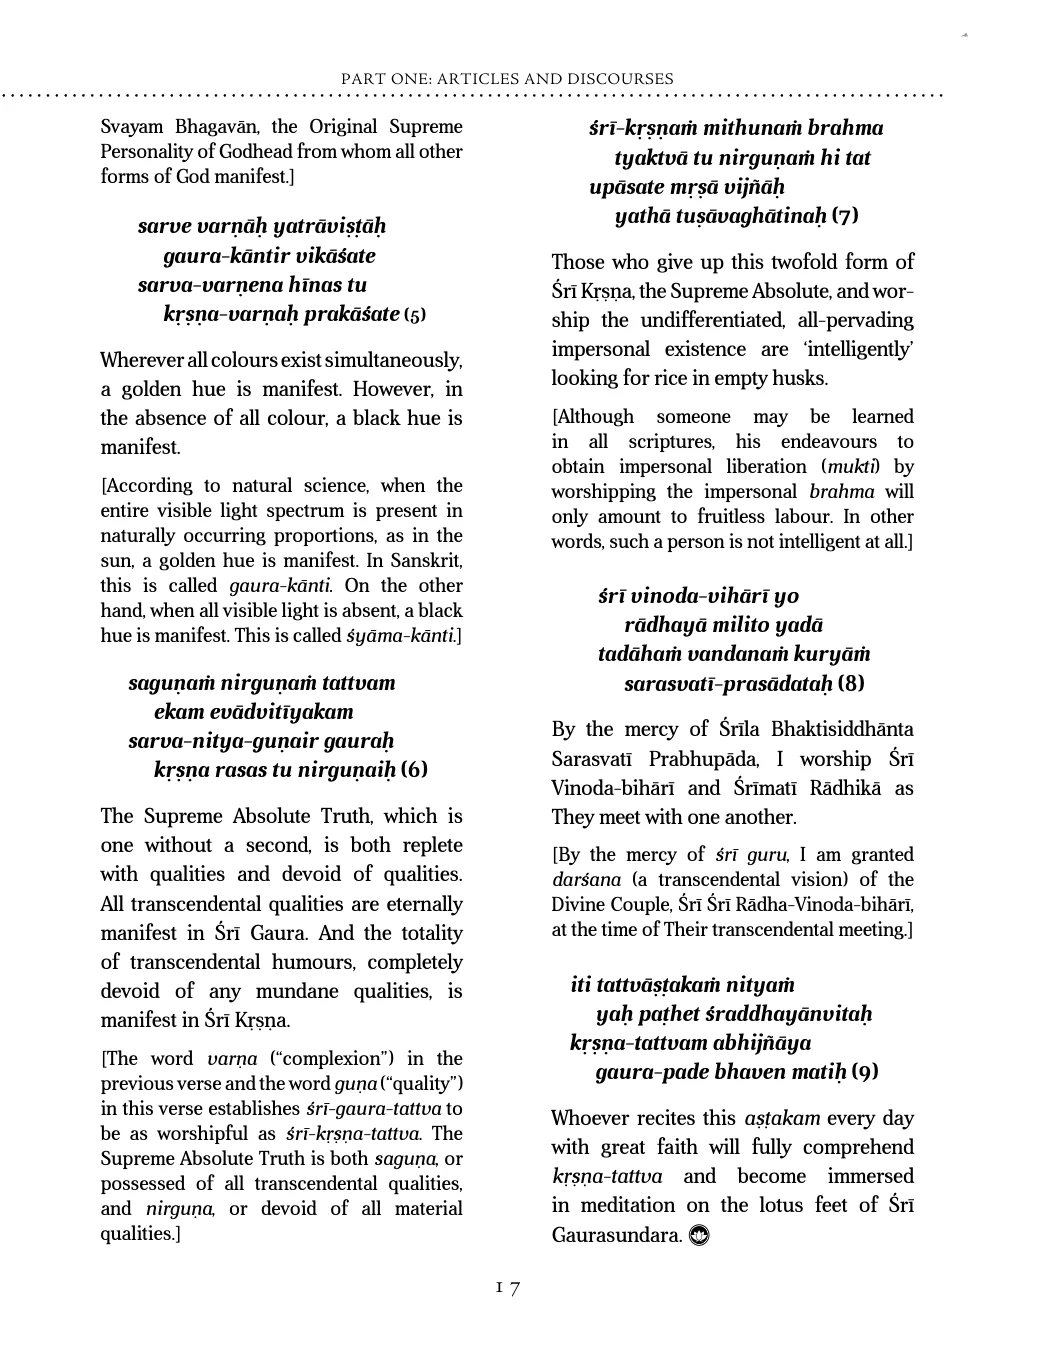 PART ONE: ARTICLES AND DISCOURSES
Svayam Bhagavān, the Original Supreme
Personality of Godhead from whom all other
forms of God manifest.]
sarve varṇāḥ yatrāviṣṭāḥ
gaura-kāntir vikāśate
sarva-varṇena hīnas tu
kṛṣṇa-varṇaḥ prakāśate (5)
Wherever all colours exist simultaneously,
a golden hue is manifest. However, in
the absence of all colour, a black hue is
manifest.
[According to natural science, when the
entire visible light spectrum is present in
naturally occurring proportions, as in the
sun, a golden hue is manifest. In Sanskrit,
this is called gaura-kānti. On the other
hand, when all visible light is absent, a black
hue is manifest. This is called śyāma-kānti.]
saguṇaṁ nirguṇaṁ tattvam
ekam evādvitīyakam
sarva-nitya-guṇair gauraḥ
kṛṣṇa rasas tu nirguṇaiḥ (6)
The Supreme Absolute Truth, which is
one without a second, is both replete
with qualities and devoid of qualities.
All transcendental qualities are eternally
manifest in Śrī Gaura. And the totality
of transcendental humours, completely
devoid of any mundane qualities, is
manifest in Śrī Kṛṣṇa.
[The word varṇa (“complexion”) in the
previous verse and the word guṇa (“quality”)
in this verse establishes śrī-gaura-tattva to
be as worshipful as śrī-kṛṣṇa-tattva. The
Supreme Absolute Truth is both saguṇa, or
possessed of all transcendental qualities,
and nirguṇa, or devoid of all material
qualities.]
śrī-kṛṣṇaṁ mithunaṁ brahma
tyaktvā tu nirguṇaṁ hi tat
upāsate mṛṣā vijñāḥ
yathā tuṣāvaghātinaḥ (7)
Those who give up this twofold form of
Śrī Kṛṣṇa, the Supreme Absolute, and wor-
ship the undifferentiated, all-pervading
impersonal existence are ‘intelligently’
looking for rice in empty husks.
[Although someone may be learned
in all scriptures, his endeavours to
obtain impersonal liberation (mukti) by
worshipping the impersonal brahma will
only amount to fruitless labour. In other
words, such a person is not intelligent at all.]
śrī vinoda-vihārī yo
rādhayā milito yadā
tadāhaṁ vandanaṁ kuryāṁ
sarasvatī-prasādataḥ (8)
By the mercy of Śrīla Bhaktisiddhānta
Sarasvatī Prabhupāda, I worship Śrī
Vinoda-bihārī and Śrīmatī Rādhikā as
They meet with one another.
[By the mercy of śrī guru, I am granted
darśana (a transcendental vision) of the
Divine Couple, Śrī Śrī Rādha-Vinoda-bihārī,
at the time of Their transcendental meeting.]
iti tattvāṣṭakaṁ nityaṁ
yaḥ paṭhet śraddhayānvitaḥ
kṛṣṇa-tattvam abhijñāya
gaura-pade bhaven matiḥ (9)
Whoever recites this aṣṭakam every day
with great faith will fully comprehend
kṛṣṇa-tattva and become immersed
in meditation on the lotus feet of Śrī
Gaurasundara.
17